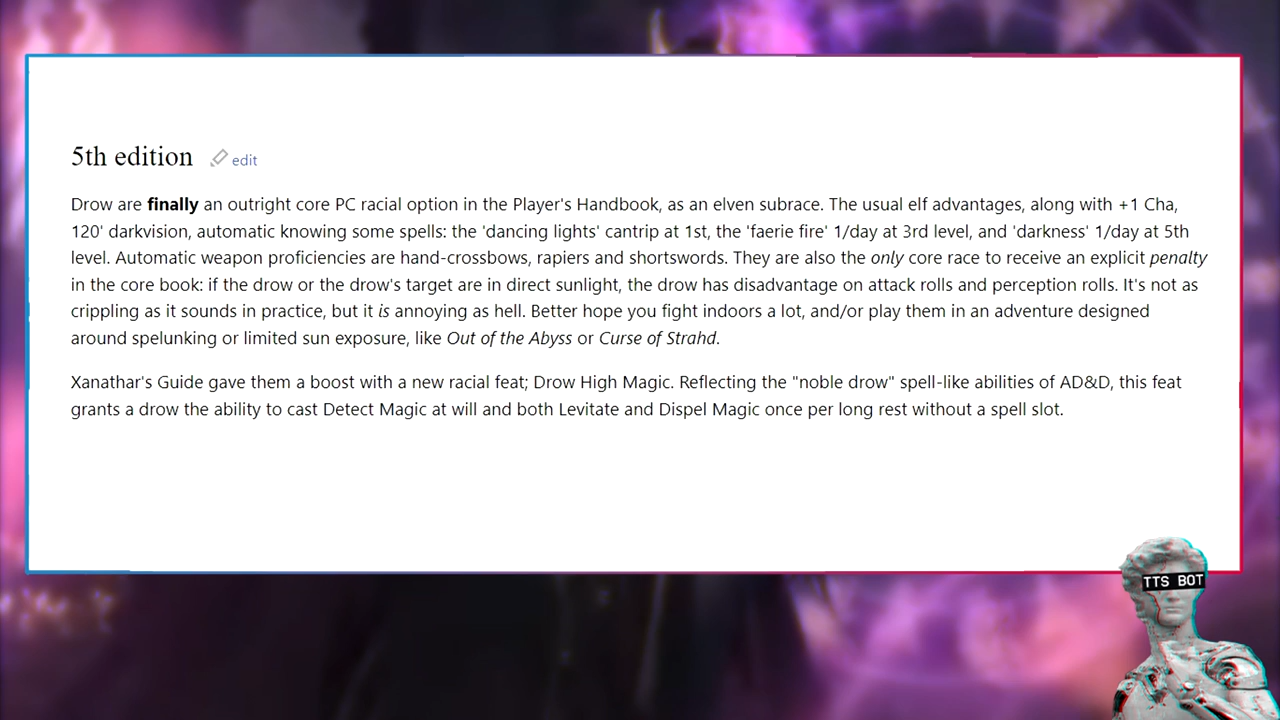 5th edition edit
Drow are finally an outright core PC racial option in the Player's Handbook, as an elven subrace. The usual elf advantages, along with +1 Cha,
120' darkvision, automatic knowing some spells: the 'dancing lights' cantrip at 1st, the 'faerie fire' 1/day at 3rd level, and 'darkness' 1/day at 5th
level. Automatic weapon proficiencies are hand-crossbows, rapiers and shortswords. They are also the only core race to receive an explicit penalty
in the core book: if the drow or the drow's target are in direct sunlight, the drow has disadvantage on attack rolls and perception rolls. It's not as
crippling as it sounds in practice, but it is annoying as hell. Better hope you fight indoors a lot, and/or play them in an adventure designed
around spelunking or limited sun exposure, like Out of the Abyss or Curse of Strahd.
Xanathar's Guide gave them a boost with a new racial feat; Drow High Magic. Reflecting the "noble drow" spell-like abilities of AD&D, this feat
grants a drow the ability to cast Detect Magic at will and both Levitate and Dispel Magic once per long rest without a spell slot.
TTS BOT